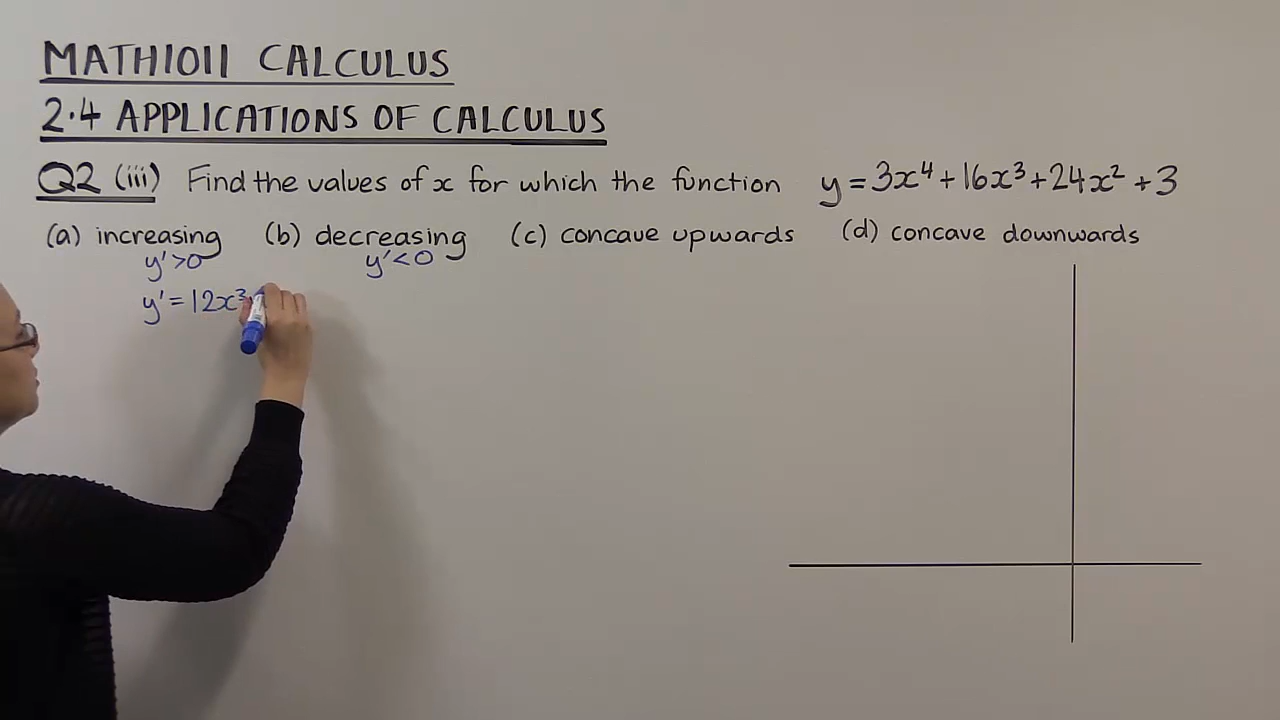 MATH1011 CALCULUS
2.4 APPLICATIONS OF CALCULUS
Q2 (iii) Find the values of x for which the function y = 3x⁴ + 16x³ + 24x² + 3
(a) increasing (b) decreasing (c) concave upwards (d) concave downwards
y' > 0 y' < 0
y' = 12x³